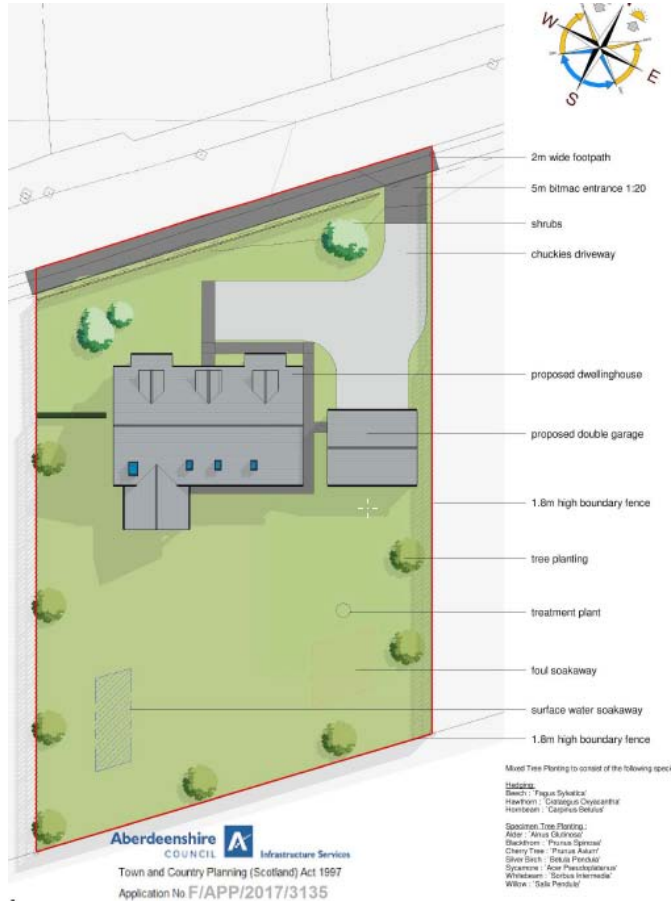 W
E
S
2m wide footpath
5m bitmac entrance 1:20
shrubs
chuckies driveway
proposed dwellinghouse
proposed double garage
1.8m high boundary fence
tree planting
treatment plant
foul soakaway
surface water soakaway
1.8m high boundary fence
Mixed Tree Planting to consist of the following speci
Hedging:
Beech : 'Fagus Sylvatica'
Hawthorn : 'Crataegus Oxyacantha'
Hornbeam : 'Carpinus Betulus'
Specimen Tree Planting :
Alder : 'Alnus Glutinosa'
Blackthorn : 'Prunus Spinosa'
Cherry Tree : 'Prunus Avium'
Silver Birch : 'Betula Pendula'
Sycamore : 'Acer Pseudoplatanus'
Whitebeam : 'Sorbus Intermedia'
Willow : 'Salix Pendula'
Aberdeenshire
COUNCIL
Infrastructure Services
Town and Country Planning (Scotland) Act 1997
Application No F/APP/2017/3135